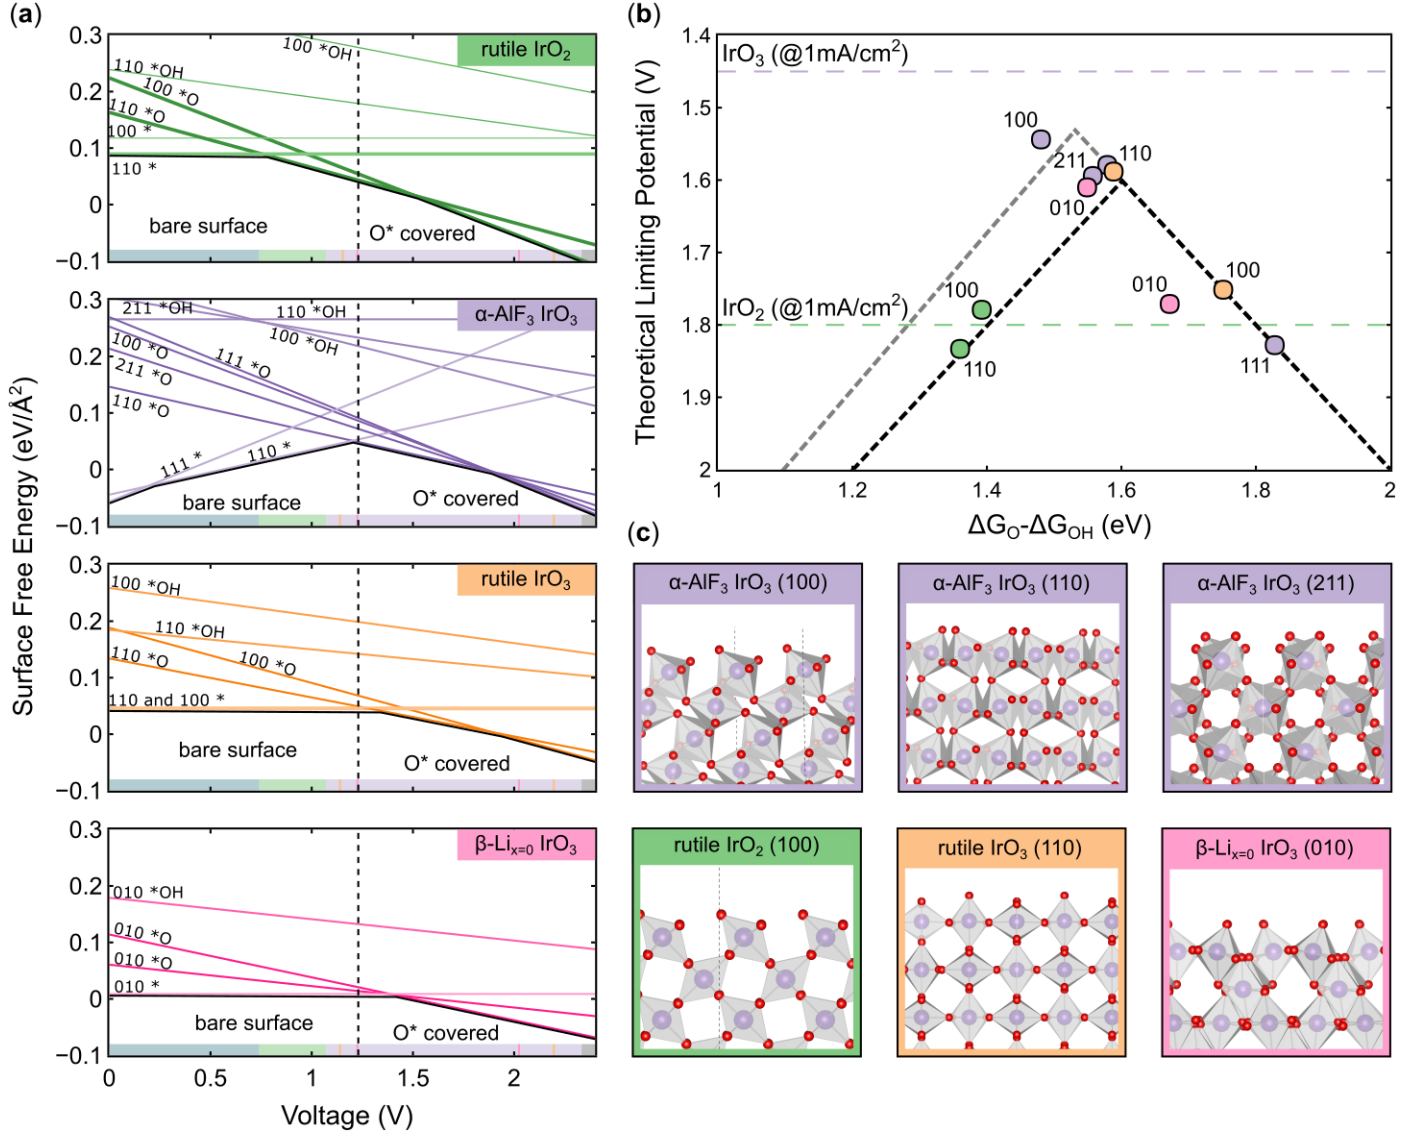 (a)
Surface Free Energy (eV/Å²)
0.3
0.2
0.1
0
−0.1
rutile IrO₂
100 *OH
110 *OH
100 *O
110 *O
100 *
110 *
bare surface
O* covered
0.3
0.2
0.1
0
−0.1
α-AlF₃ IrO₃
211 *OH
110 *OH
100 *OH
100 *O
111 *O
211 *O
110 *O
111 *
110 *
bare surface
O* covered
0.3
0.2
0.1
0
−0.1
rutile IrO₃
100 *OH
110 *OH
110 *O
100 *O
110 and 100 *
bare surface
O* covered
0.3
0.2
0.1
0
−0.1
β-Liₓ₌₀ IrO₃
010 *OH
010 *O
010 *O
010 *
bare surface
O* covered
0
0.5
1
1.5
2
Voltage (V)
(b)
Theoretical Limiting Potential (V)
1.4
1.5
1.6
1.7
1.8
1.9
2
IrO₃ (@1mA/cm²)
100
211
110
010
010
100
100
IrO₂ (@1mA/cm²)
110
111
1
1.2
1.4
1.6
1.8
2
ΔG_O-ΔG_OH (eV)
(c)
α-AlF₃ IrO₃ (100)
α-AlF₃ IrO₃ (110)
α-AlF₃ IrO₃ (211)
rutile IrO₂ (100)
rutile IrO₃ (110)
β-Liₓ₌₀ IrO₃ (010)